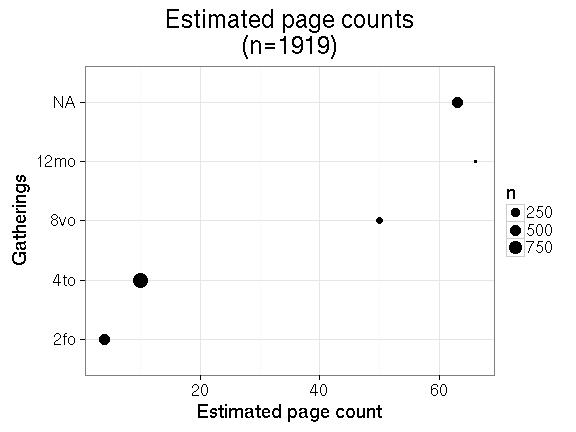 Estimated page counts
(n=1919)
Gatherings
NA
12mo
8vo
4to
2fo
20 40 60
Estimated page count
n
250
500
750